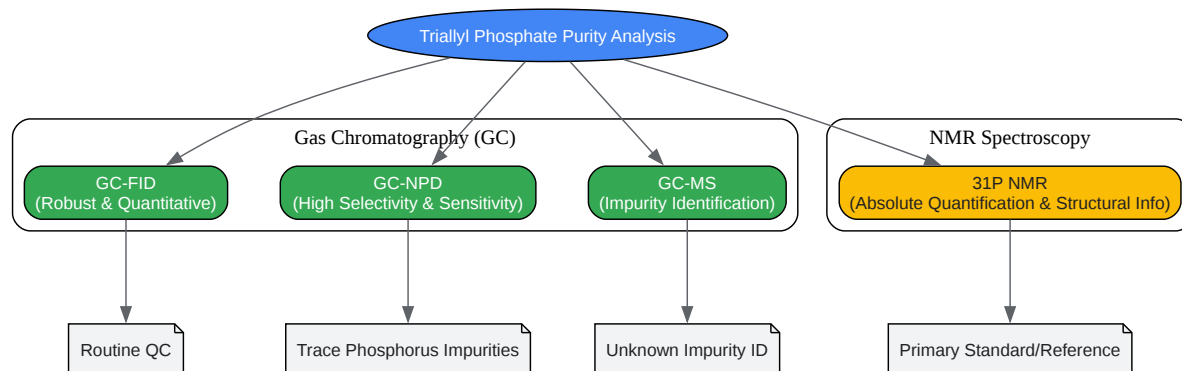 Triallyl Phosphate Purity Analysis
Gas Chromatography (GC)
NMR Spectroscopy
GC-FID
(Robust & Quantitative)
GC-NPD
(High Selectivity & Sensitivity)
GC-MS
(Impurity Identification)
31P NMR
(Absolute Quantification & Structural Info)
Routine QC
Trace Phosphorus Impurities
Unknown Impurity ID
Primary Standard/Reference